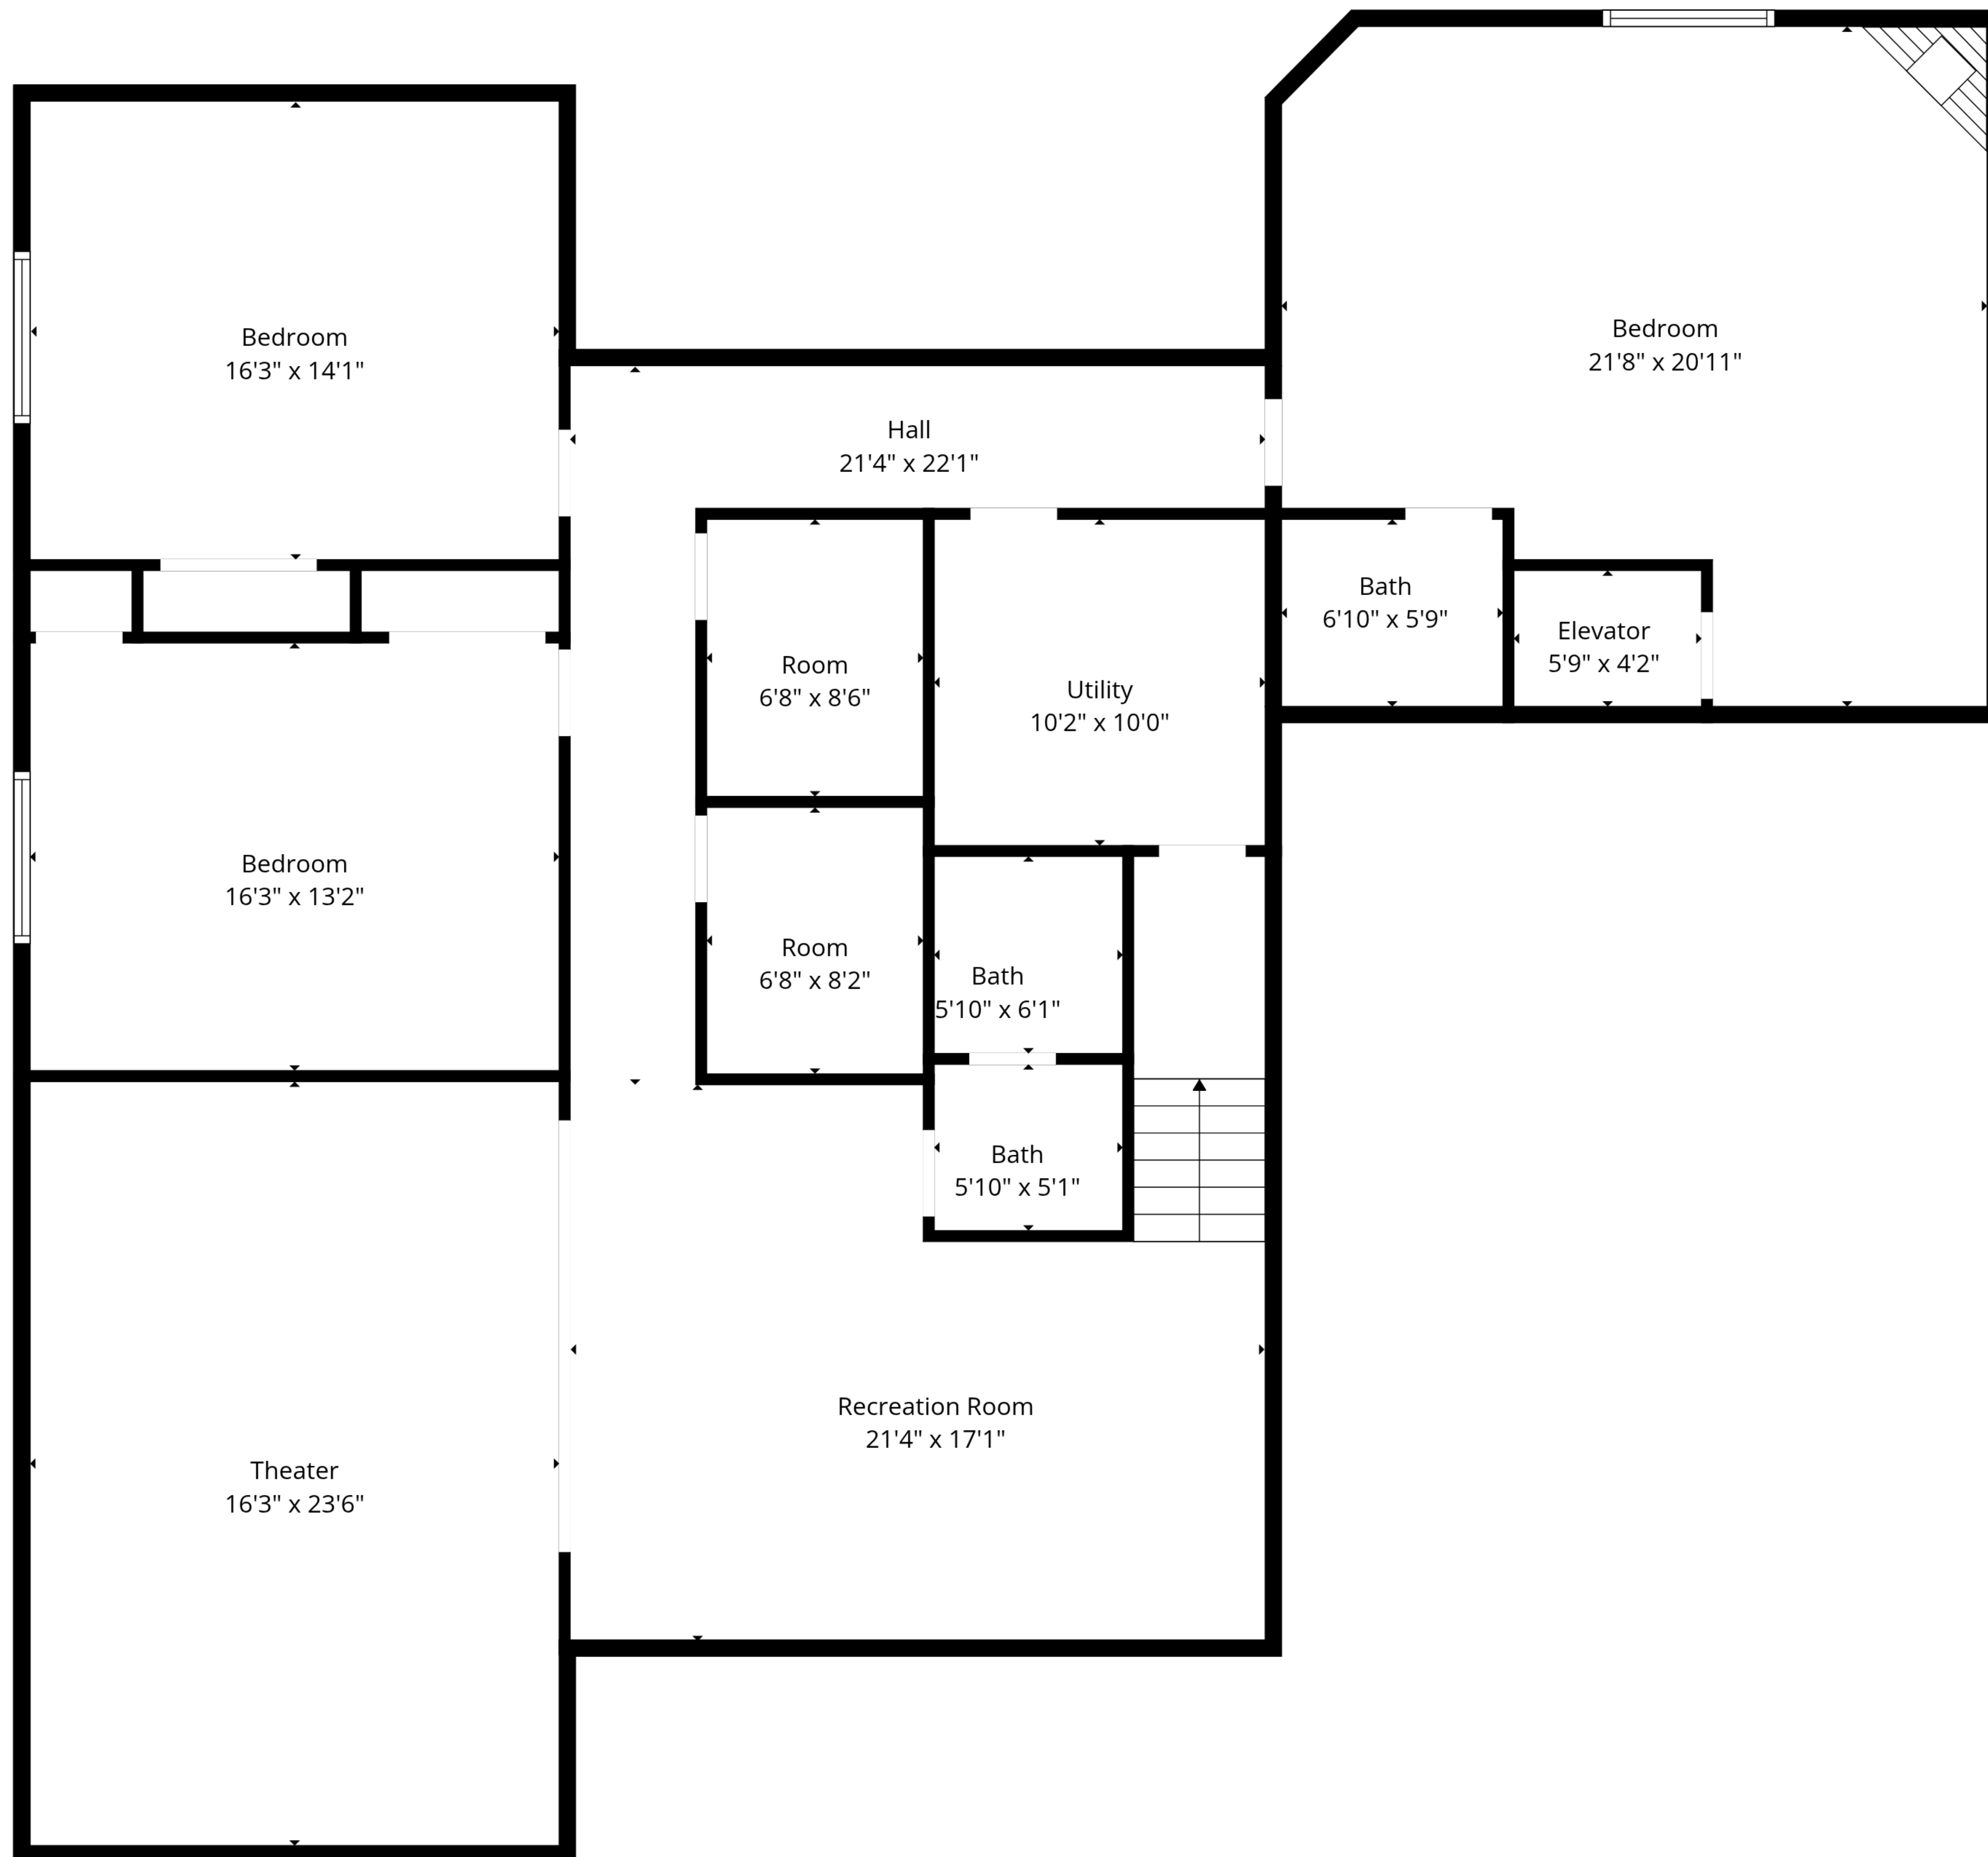 Bedroom
21'8" x 20'11"
Bedroom
16'3" x 14'1"
Hall
21'4" x 22'1"
Bath
6'10" x 5'9"
Elevator
5'9" x 4'2"
Room
6'8" x 8'6"
Utility
10'2" x 10'0"
Bedroom
16'3" x 13'2"
Room
6'8" x 8'2"
Bath
5'10" x 6'1"
Bath
5'10" x 5'1"
Recreation Room
21'4" x 17'1"
Theater
16'3" x 23'6"